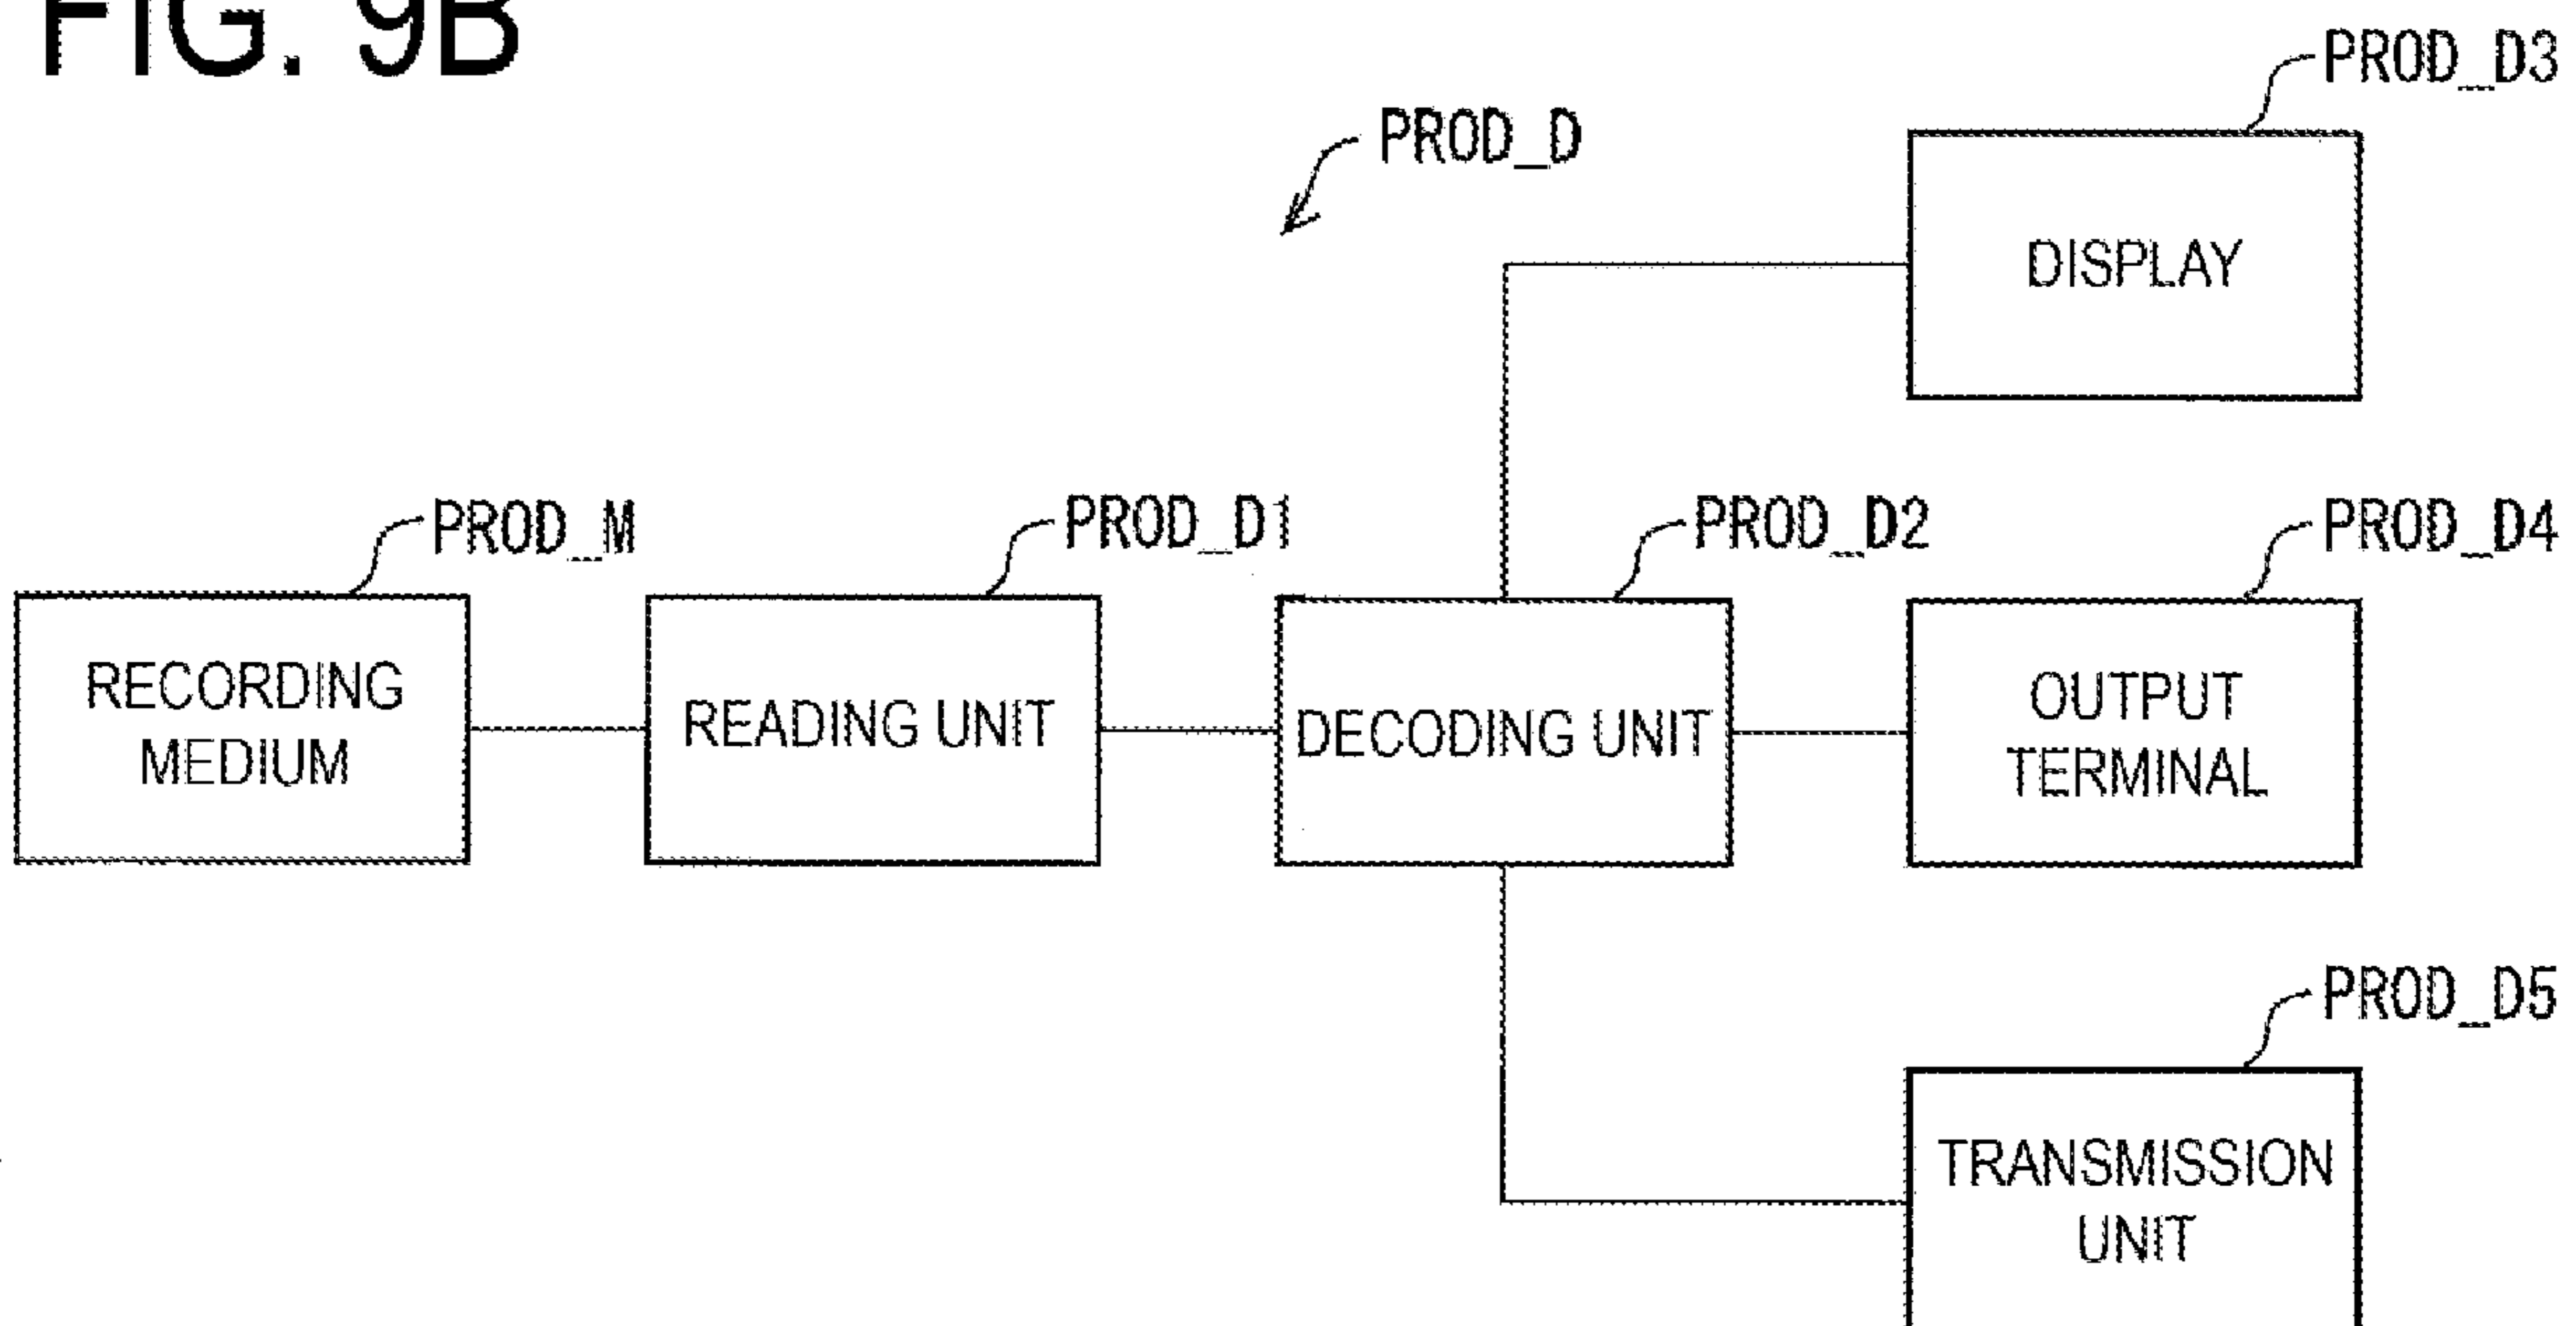 FIG. 9B
PROD_D3
PROD_D
DISPLAY
PROD_M
PROD_D1
PROD_D2
PROD_D4
RECORDING
MEDIUM
READING UNIT
DECODING UNIT
OUTPUT
TERMINAL
PROD_D5
TRANSMISSION
UNIT